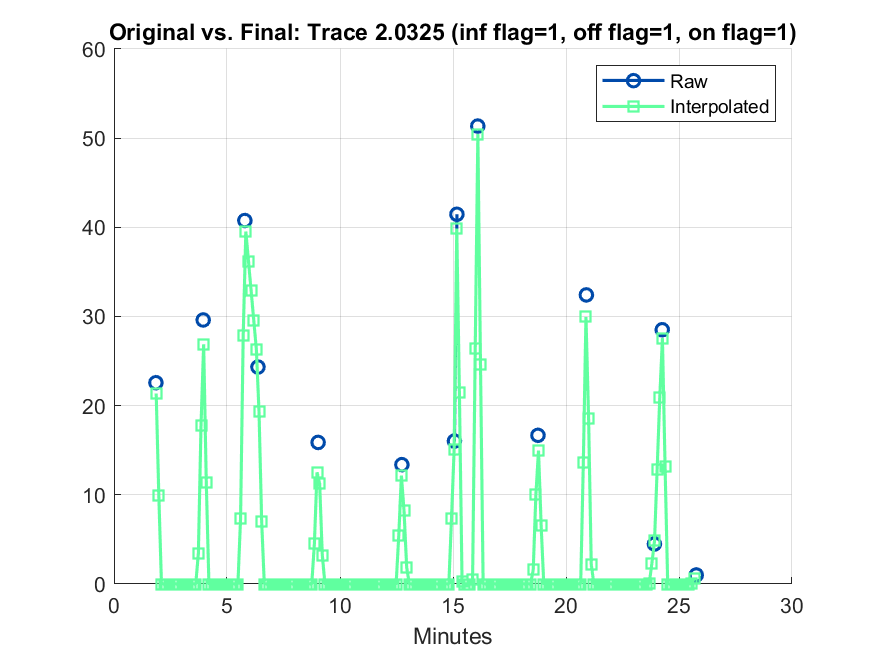 Original vs. Final: Trace 2.0325 (inf flag=1, off flag=1, on flag=1)
60
50
40
30
20
10
0
Raw
Interpolated
0 5 10 15 20 25 30
Minutes